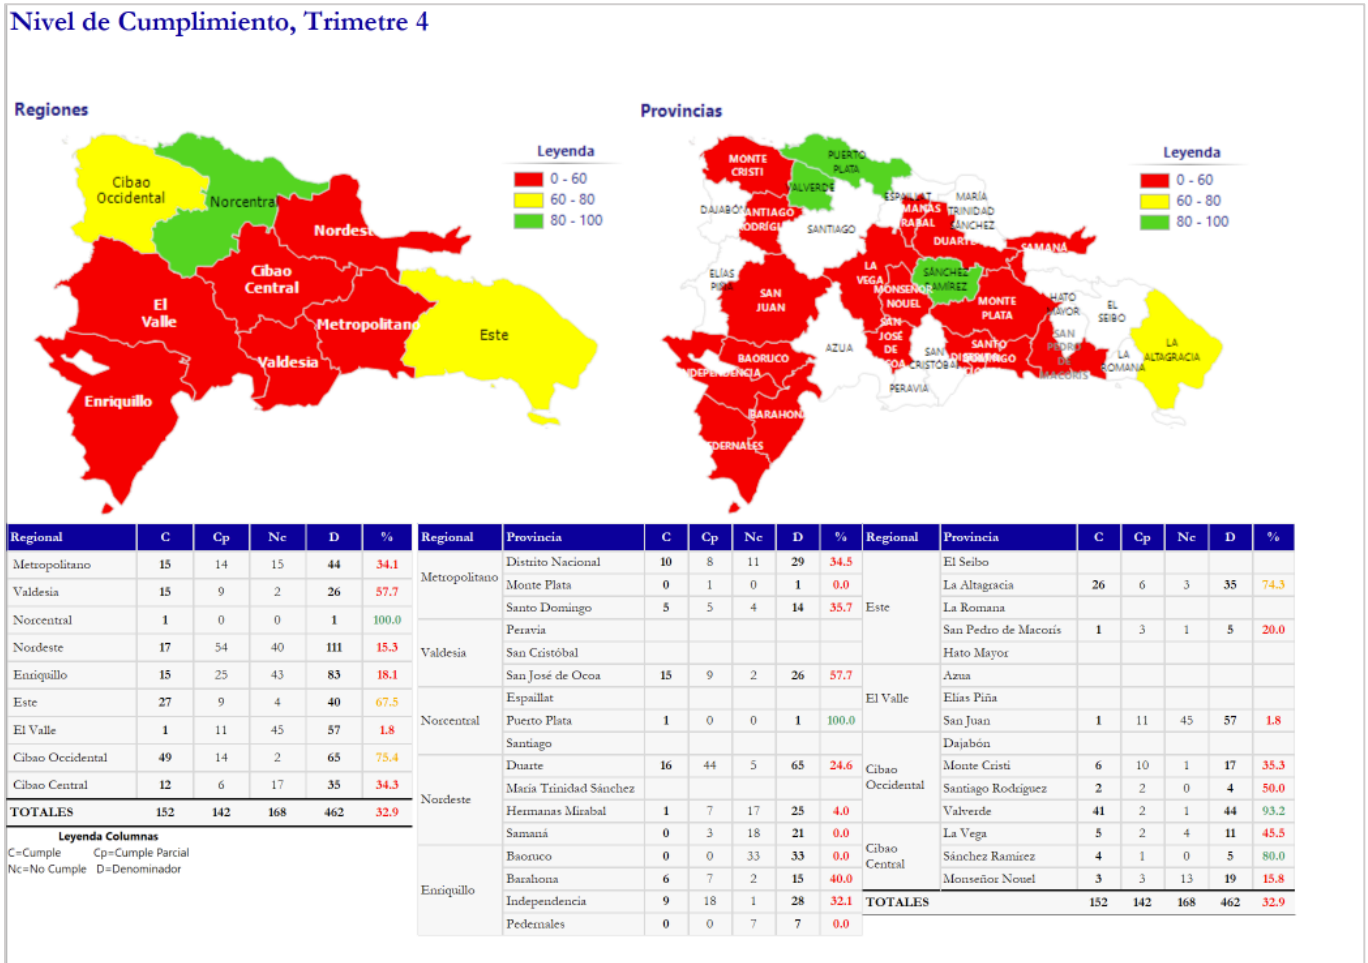 Nivel de Cumplimiento, Trimetre 4
Regiones
Leyenda
0 - 60
60 - 80
80 - 100
Cibao
Occidental
Norcentral
Nordest
Cibao
Central
El
Valle
Metropolitano
Este
Valdesia
Enriquillo
Provincias
Leyenda
0 - 60
60 - 80
80 - 100
MONTE
CRISTI
PUERTO
PLATA
ALVERDE
ESPAILLAT
MARÍA
TRINIDAD
SÁNCHEZ
DAJABÓN
ANTIAGO
SANTIAGO
DUARTE
SAMANÁ
ELÍAS
PIÑA
LA
VEGA
SÁNCHEZ
SAN
JUAN
MONSEÑOR
NOUEL
MONTE
PLATA
HATO
MAYOR
EL
SEIBO
SAN
JOSÉ
DE
OCOA
AZUA
SAN
CRISTÓBAL
SANTO
SAN
PEDRO
DE
MACORÍS
LA
ROMANA
LA
ALTAGRACIA
BAORUCO
PERAVIA
BARAHON
EDERNALES
Regional C Cp Nc D %
Metropolitano 15 14 15 44 34.1
Valdesia 15 9 2 26 57.7
Norcentral 1 0 0 1 100.0
Nordeste 17 54 40 111 15.3
Enriquillo 15 25 43 83 18.1
Este 27 9 4 40 67.5
El Valle 1 11 45 57 1.8
Cibao Occidental 49 14 2 65 75.4
Cibao Central 12 6 17 35 34.3
TOTALES 152 142 168 462 32.9
Leyenda Columnas
C=Cumple Cp=Cumple Parcial
Nc=No Cumple D=Denominador
Regional Provincia C Cp Nc D %
Metropolitano
Distrito Nacional 10 8 11 29 34.5
Monte Plata 0 1 0 1 0.0
Santo Domingo 5 5 4 14 35.7
Valdesia
Peravia
San Cristóbal
San José de Ocoa 15 9 2 26 57.7
Norcentral
Espaillat
Puerto Plata 1 0 0 1 100.0
Santiago
Nordeste
Duarte 16 44 5 65 24.6
María Trinidad Sánchez
Hermanas Mirabal 1 7 17 25 4.0
Samaná 0 3 18 21 0.0
Enriquillo
Baoruco 0 0 33 33 0.0
Barahona 6 7 2 15 40.0
Independencia 9 18 1 28 32.1
Pedernales 0 0 7 7 0.0
Regional Provincia C Cp Nc D %
Este
El Seibo
La Altagracia 26 6 3 35 74.3
La Romana
San Pedro de Macorís 1 3 1 5 20.0
Hato Mayor
El Valle
Azua
Elías Piña
San Juan 1 11 45 57 1.8
Cibao
Occidental
Dajabón
Monte Cristi 6 10 1 17 35.3
Santiago Rodríguez 2 2 0 4 50.0
Valverde 41 2 1 44 93.2
Cibao
Central
La Vega 5 2 4 11 45.5
Sánchez Ramírez 4 1 0 5 80.0
Monseñor Nouel 3 3 13 19 15.8
TOTALES 152 142 168 462 32.9